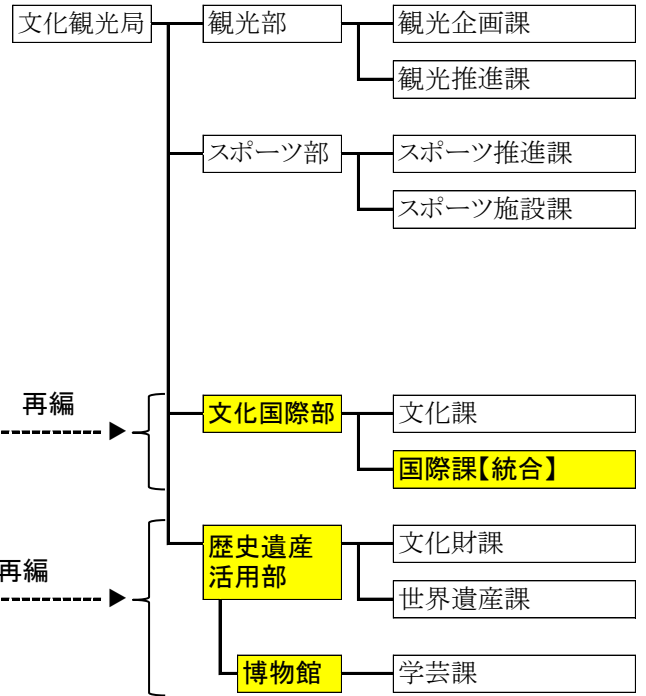 文化観光局
観光部
観光企画課
観光推進課
スポーツ部
スポーツ推進課
スポーツ施設課
再編
文化国際部
文化課
国際課【統合】
再編
歴史遺産
活用部
文化財課
世界遺産課
博物館
学芸課